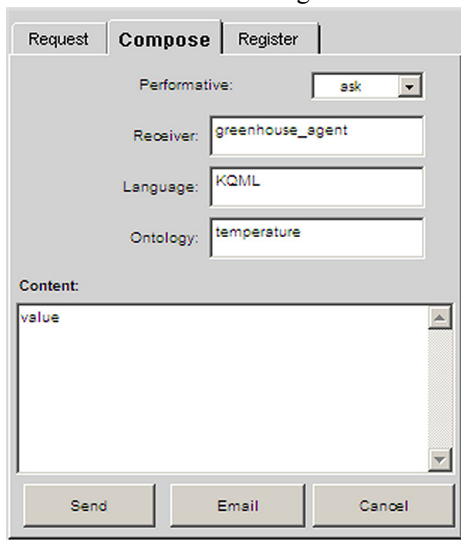 Request Compose Register
Performative: ask
Receiver: greenhouse_agent
Language: KQML
Ontology: temperature
Content:
value
Send Email Cancel